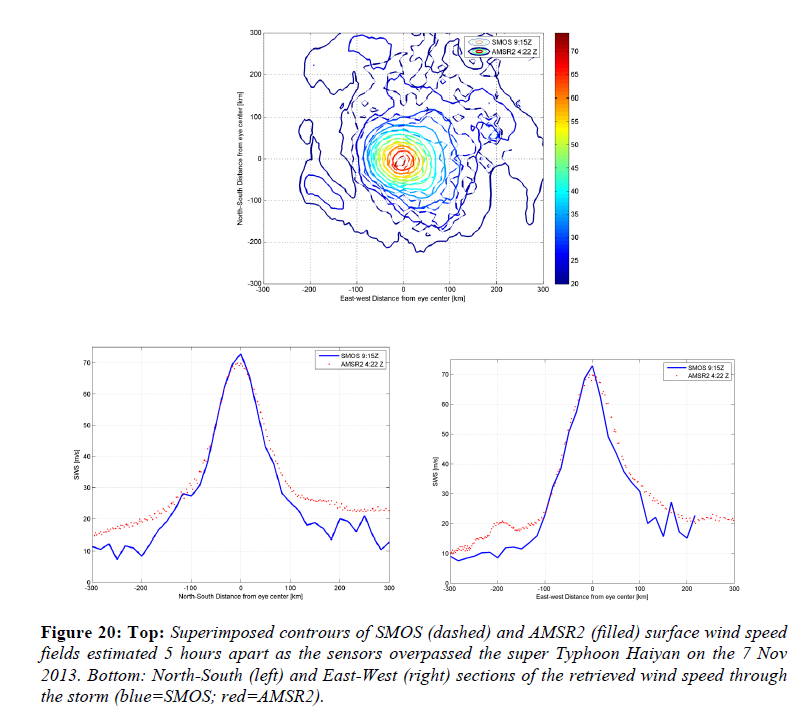 300
200
100
0
-100
-200
-300
North-South Distance from eye center [km]
-300 -200 -100 0 100 200 300
East-west Distance from eye center [km]
SMOS 9:15Z
AMSR2 4:22 Z
70
65
60
55
50
45
40
35
30
25
20
70
60
50
40
30
20
10
0
SWS [m/s]
-300 -200 -100 0 100 200 300
North-South Distance from eye center [km]
SMOS 9:15Z
AMSR2 4:22 Z
70
60
50
40
30
20
10
0
SWS [m/s]
-300 -200 -100 0 100 200 300
East-west Distance from eye center [km]
SMOS 9:15Z
AMSR2 4:22 Z
Figure 20: Top: Superimposed contrours of SMOS (dashed) and AMSR2 (filled) surface wind speed
fields estimated 5 hours apart as the sensors overpassed the super Typhoon Haiyan on the 7 Nov
2013. Bottom: North-South (left) and East-West (right) sections of the retrieved wind speed through
the storm (blue=SMOS; red=AMSR2).